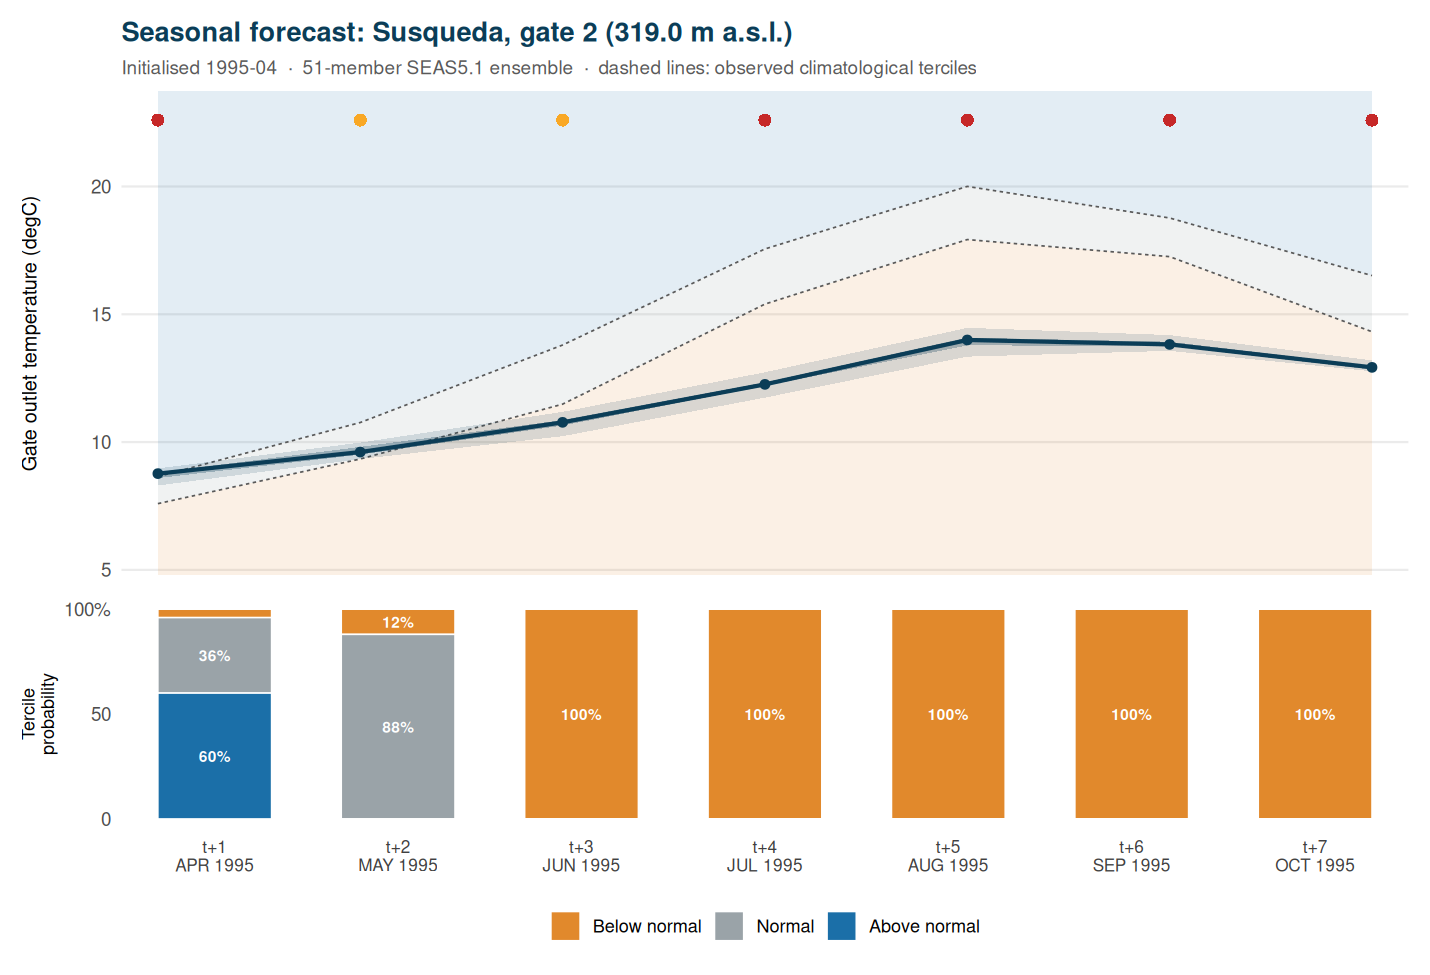 Seasonal forecast: Susqueda, gate 2 (319.0 m a.s.l.)
Initialised 1995-04 · 51-member SEAS5.1 ensemble · dashed lines: observed climatological terciles
Gate outlet temperature (degC)
20
15
10
5
Tercile
probability
100%
50
0
36%
60%
12%
88%
100%
100%
100%
100%
100%
t+1
APR 1995
t+2
MAY 1995
t+3
JUN 1995
t+4
JUL 1995
t+5
AUG 1995
t+6
SEP 1995
t+7
OCT 1995
Below normal
Normal
Above normal